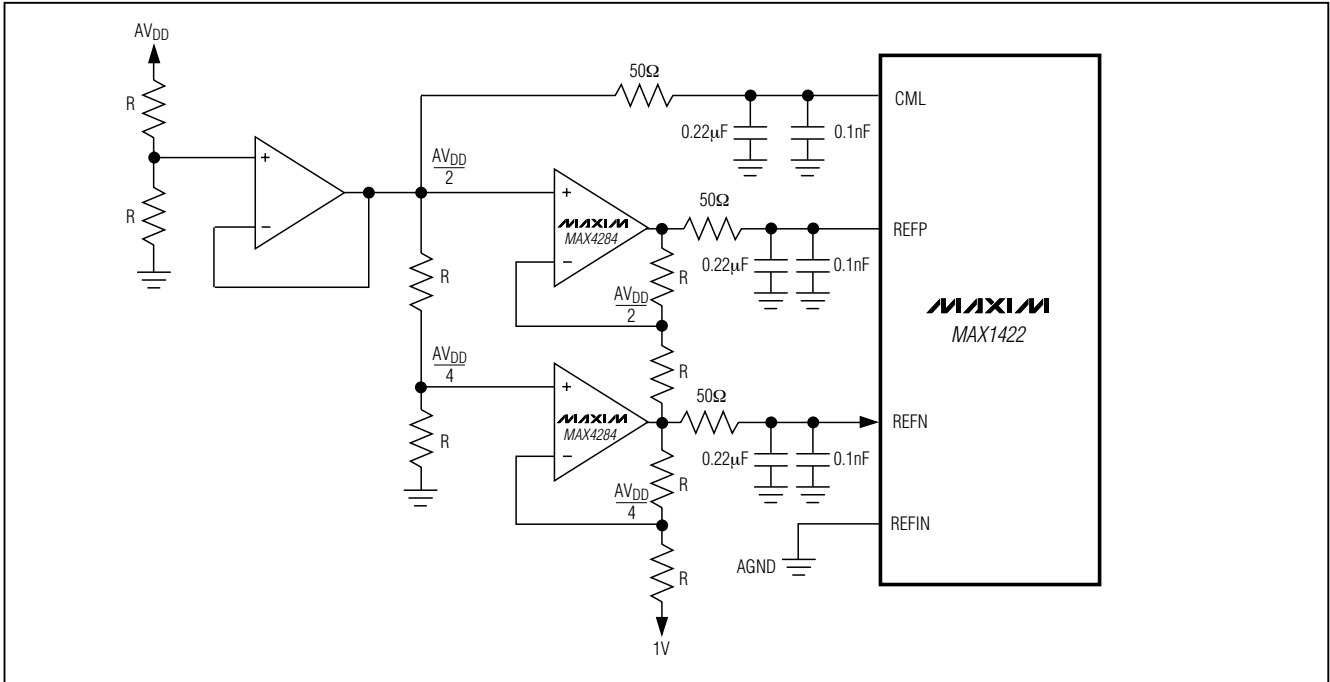 AVDD
R
R
+
−
AVDD
2
R
AVDD
4
R
50Ω
0.22µF
0.1nF
CML
+
MAXIM
MAX4284
−
50Ω
R
AVDD
2
R
0.22µF
0.1nF
REFP
+
MAXIM
MAX4284
−
50Ω
R
AVDD
4
R
1V
0.22µF
0.1nF
REFN
MAXIM
MAX1422
REFIN
AGND